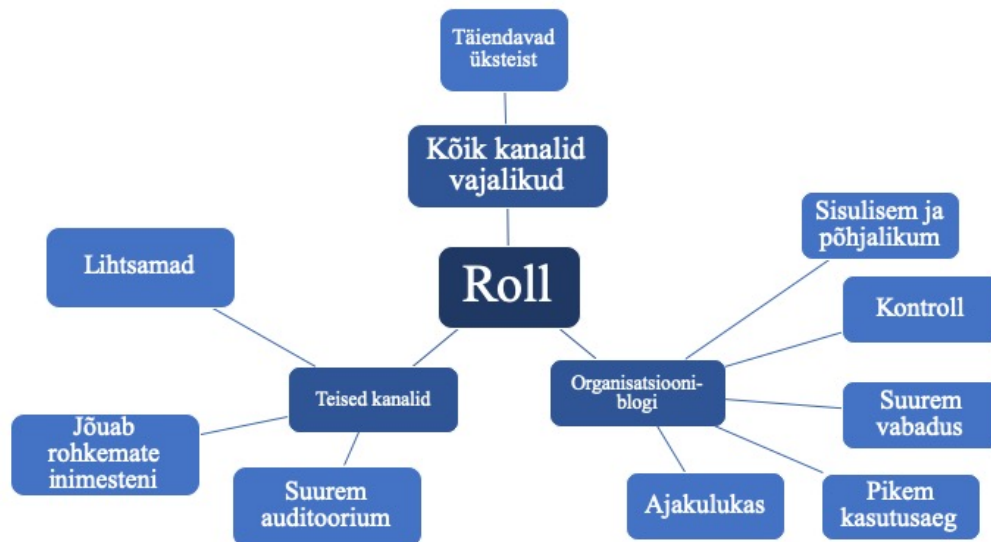 Täiendavad
üksteist
Kõik kanalid
vajalikud
Roll
Lihtsamad
Teised kanalid
Jõuab
rohkemate
inimesteni
Suurem
auditoorium
Organisatsiooni-
blogi
Sisulisem ja
põhjalikum
Kontroll
Suurem
vabadus
Pikem
kasutusaeg
Ajakulukas